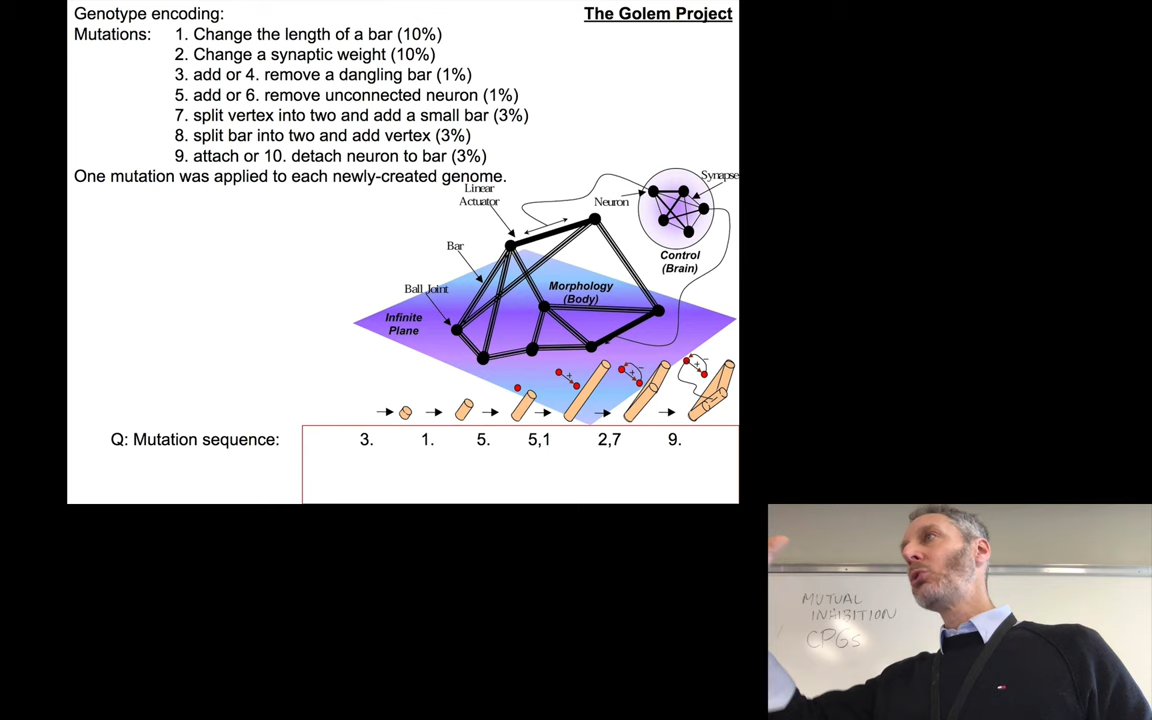 Genotype encoding:
The Golem Project
Mutations: 1. Change the length of a bar (10%)
2. Change a synaptic weight (10%)
3. add or 4. remove a dangling bar (1%)
5. add or 6. remove unconnected neuron (1%)
7. split vertex into two and add a small bar (3%)
8. split bar into two and add vertex (3%)
9. attach or 10. detach neuron to bar (3%)
One mutation was applied to each newly-created genome.
Linear
Actuator
Neuron
Synapse
Bar
Control
(Brain)
Ball Joint
Morphology
(Body)
Infinite
Plane
+
+
−
+
−
Q: Mutation sequence: 3. 1. 5. 5,1 2,7 9.
MUTUAL
INHIBITION
CPGs